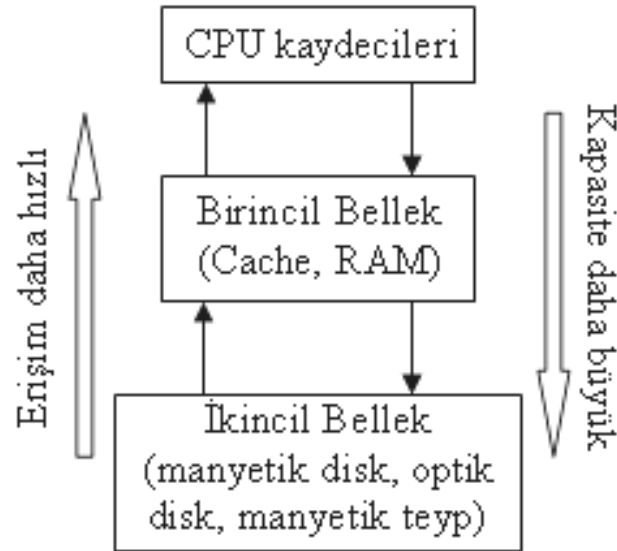 CPU kaydecileri
Erişim daha hızlı
Birincil Bellek
(Cache, RAM)
Kapasite daha büyük
İkincil Bellek
(manyetik disk, optik
disk, manyetik teyp)